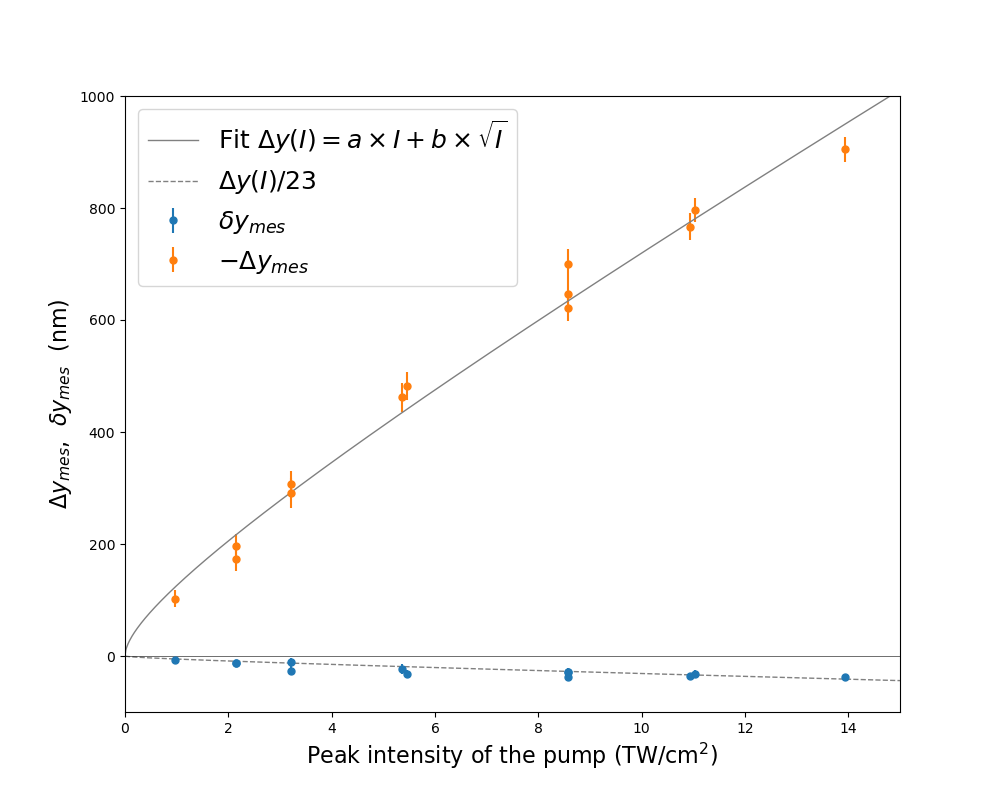 1000
800
600
400
200
0
0 2 4 6 8 10 12 14
Δy_mes, δy_mes (nm)
Peak intensity of the pump (TW/cm²)
Fit Δy(I) = a × I + b × √I
Δy(I)/23
δy_mes
−Δy_mes